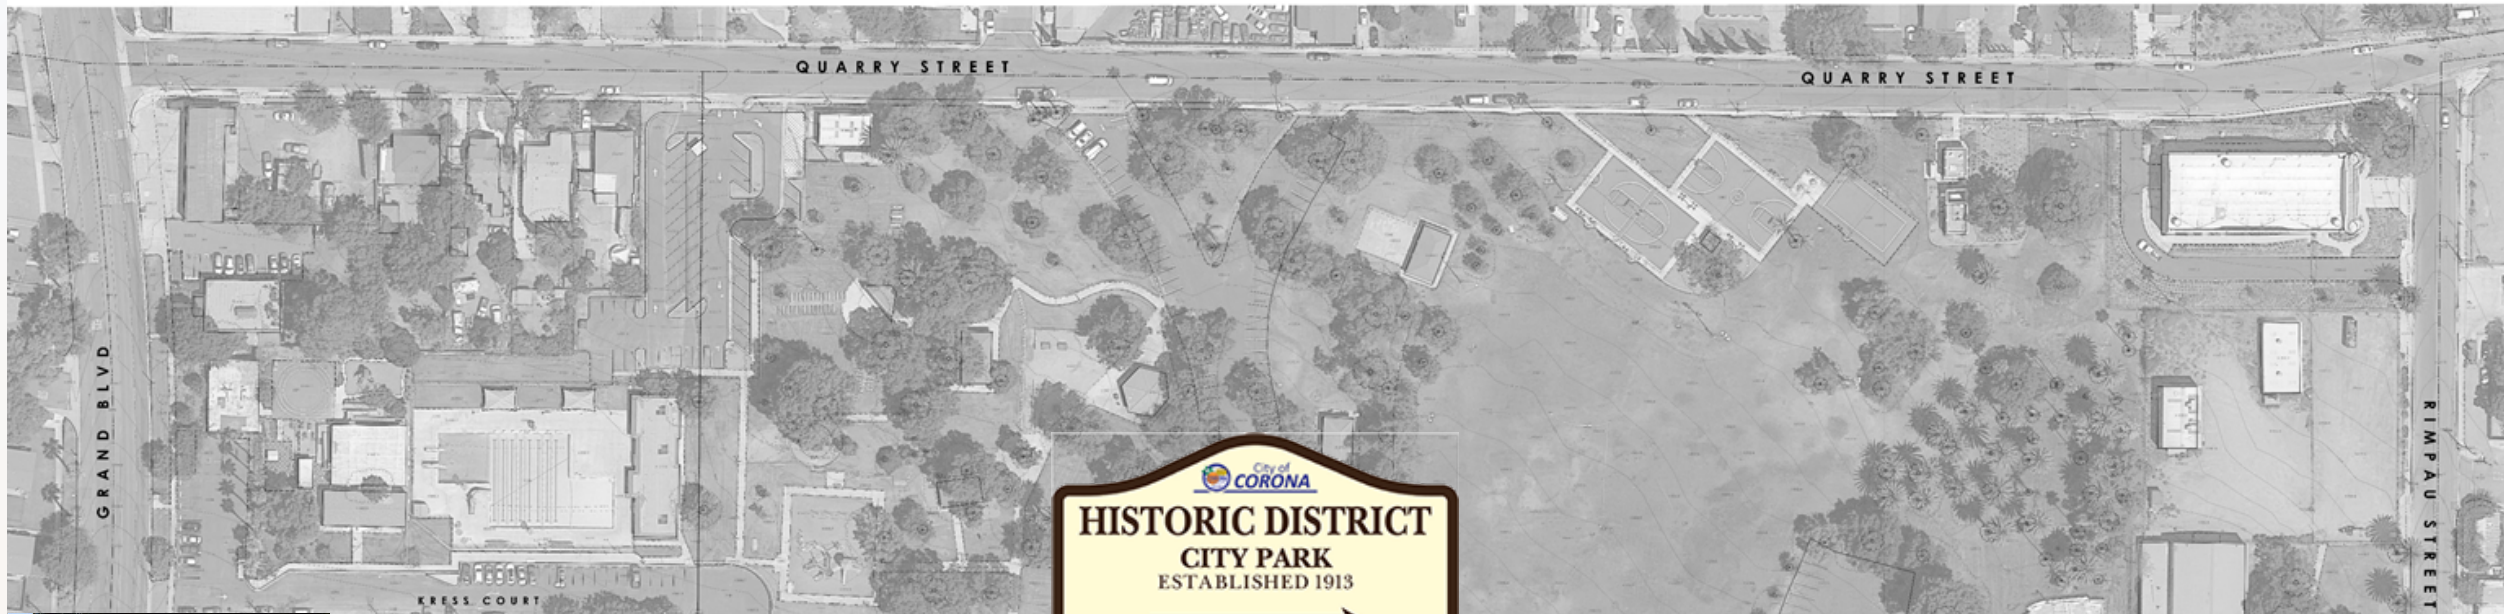 QUARRY STREET
QUARRY STREET
GRAND BLVD
RIMPAU STREET
City of
CORONA
HISTORIC DISTRICT
CITY PARK
ESTABLISHED 1913
KRESS COURT